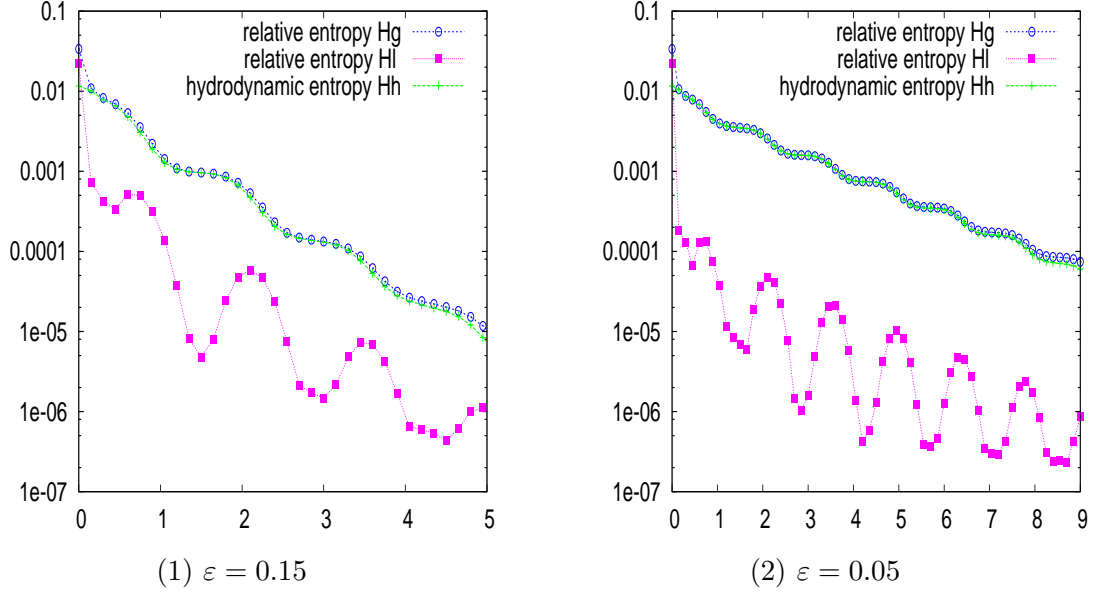 relative entropy Hg
relative entropy Hl
hydrodynamic entropy Hh
0.1
0.01
0.001
0.0001
1e-05
1e-06
1e-07
0 1 2 3 4 5
(1) ε = 0.15
relative entropy Hg
relative entropy Hl
hydrodynamic entropy Hh
0.1
0.01
0.001
0.0001
1e-05
1e-06
1e-07
0 1 2 3 4 5 6 7 8 9
(2) ε = 0.05